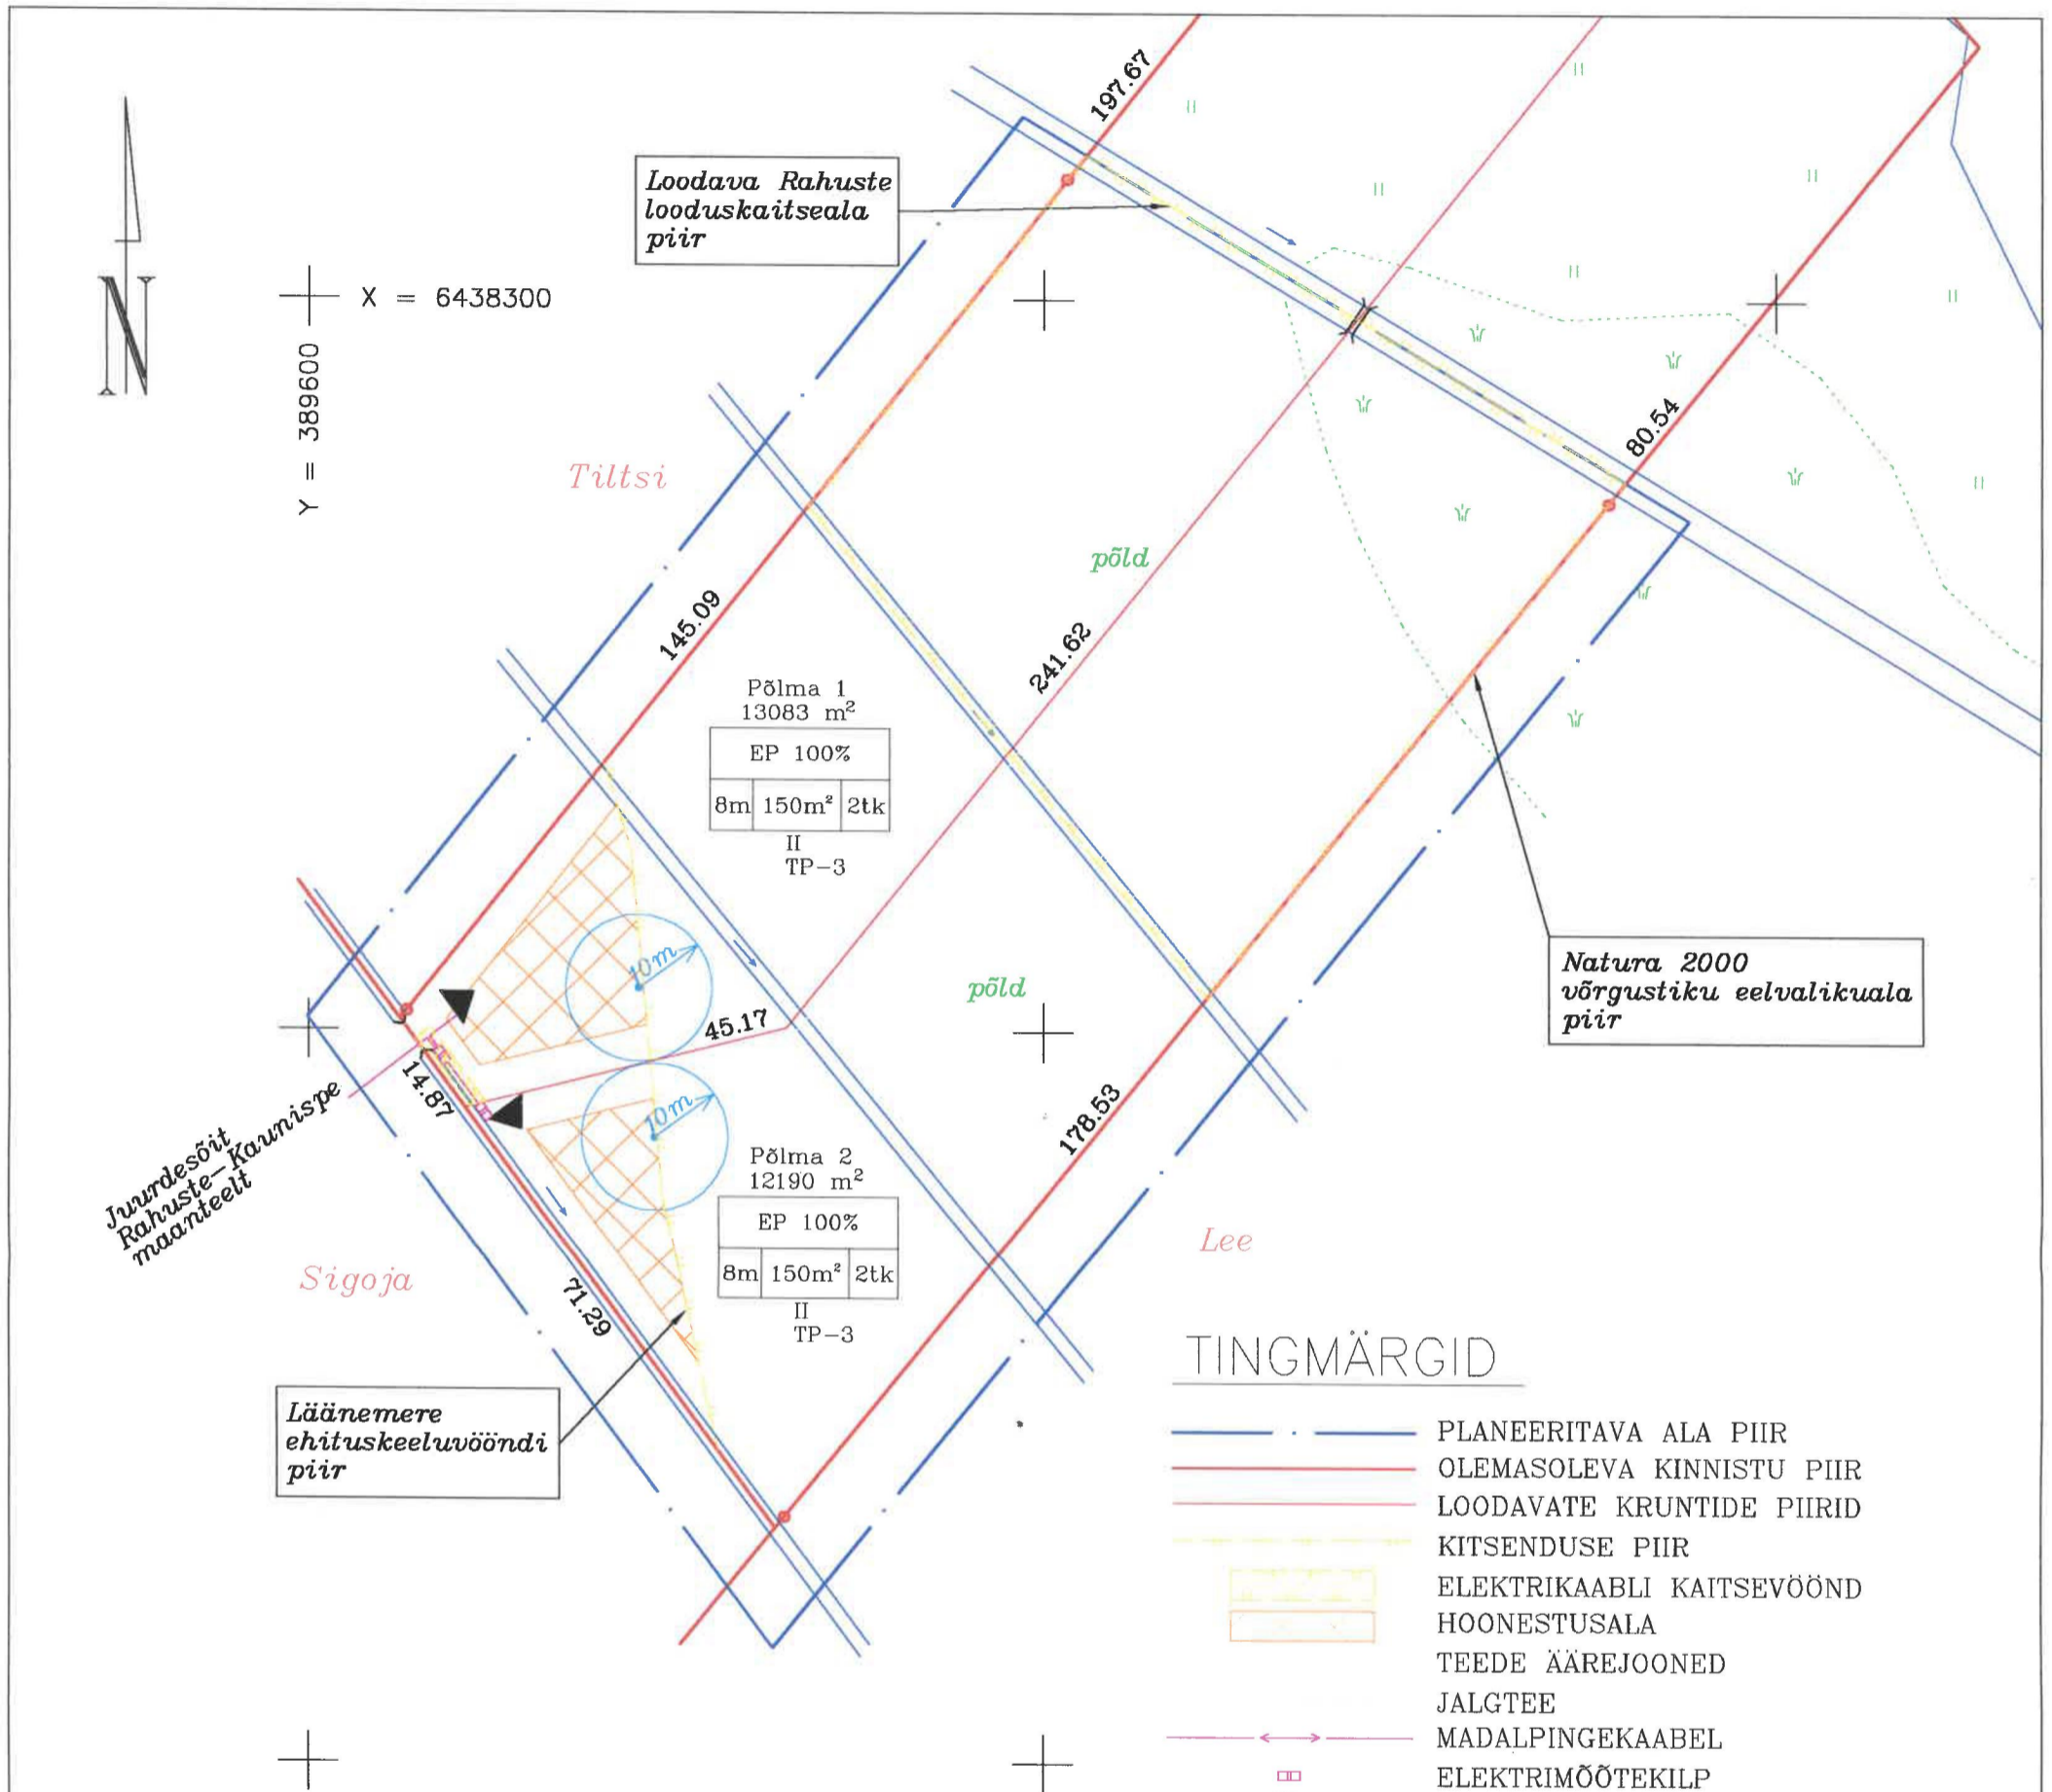 197.67
Loodava Rahuste
looduskaitseala
piir
N
X = 6438300
Y = 389600
80.54
Tiltsi
põld
145.09
241.62
Põlma 1
13083 m²
EP 100%
8m 150m² 2tk
II
TP-3
Natura 2000
võrgustiku eelvalikuala
piir
põld
10m
45.17
14.87
Juurdesõit
Rahuste-Kaunispe
maanteelt
10m
178.53
Põlma 2
12190 m²
EP 100%
8m 150m² 2tk
II
TP-3
Lee
Sigoja
71.29
Läänemere
ehituskeeluvööndi
piir
TINGMÄRGID
PLANEERITAVA ALA PIIR
OLEMASOLEVA KINNISTU PIIR
LOODAVATE KRUNTIDE PIIRID
KITSENDUSE PIIR
ELEKTRIKAABLI KAITSEVÖÖND
HOONESTUSALA
TEEDE ÄÄREJOONED
JALGTEE
MADALPINGEKAABEL
ELEKTRIMÕÕTEKILP